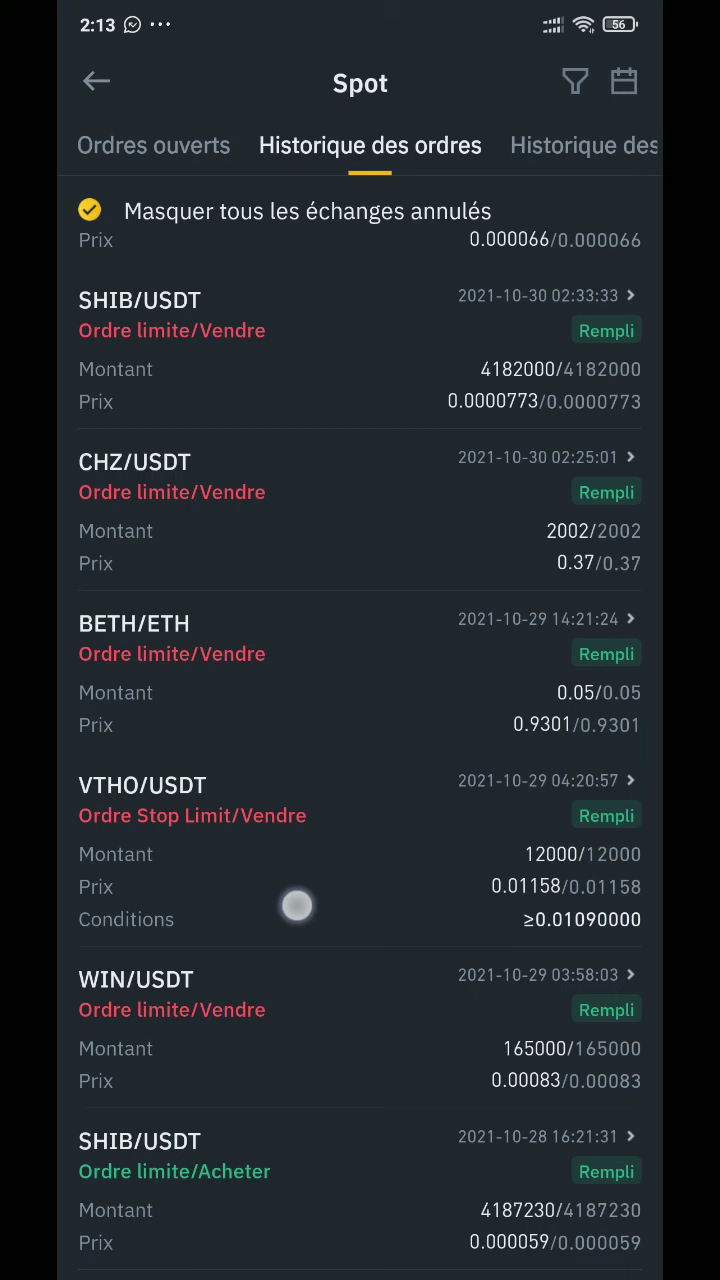 2:13 56
Spot
Ordres ouverts Historique des ordres Historique des
Masquer tous les échanges annulés
Prix 0.000066/0.000066
SHIB/USDT 2021-10-30 02:33:33
Ordre limite/Vendre Rempli
Montant 4182000/4182000
Prix 0.0000773/0.0000773
CHZ/USDT 2021-10-30 02:25:01
Ordre limite/Vendre Rempli
Montant 2002/2002
Prix 0.37/0.37
BETH/ETH 2021-10-29 14:21:24
Ordre limite/Vendre Rempli
Montant 0.05/0.05
Prix 0.9301/0.9301
VTHO/USDT 2021-10-29 04:20:57
Ordre Stop Limit/Vendre Rempli
Montant 12000/12000
Prix 0.01158/0.01158
Conditions ≥0.01090000
WIN/USDT 2021-10-29 03:58:03
Ordre limite/Vendre Rempli
Montant 165000/165000
Prix 0.00083/0.00083
SHIB/USDT 2021-10-28 16:21:31
Ordre limite/Acheter Rempli
Montant 4187230/4187230
Prix 0.000059/0.000059